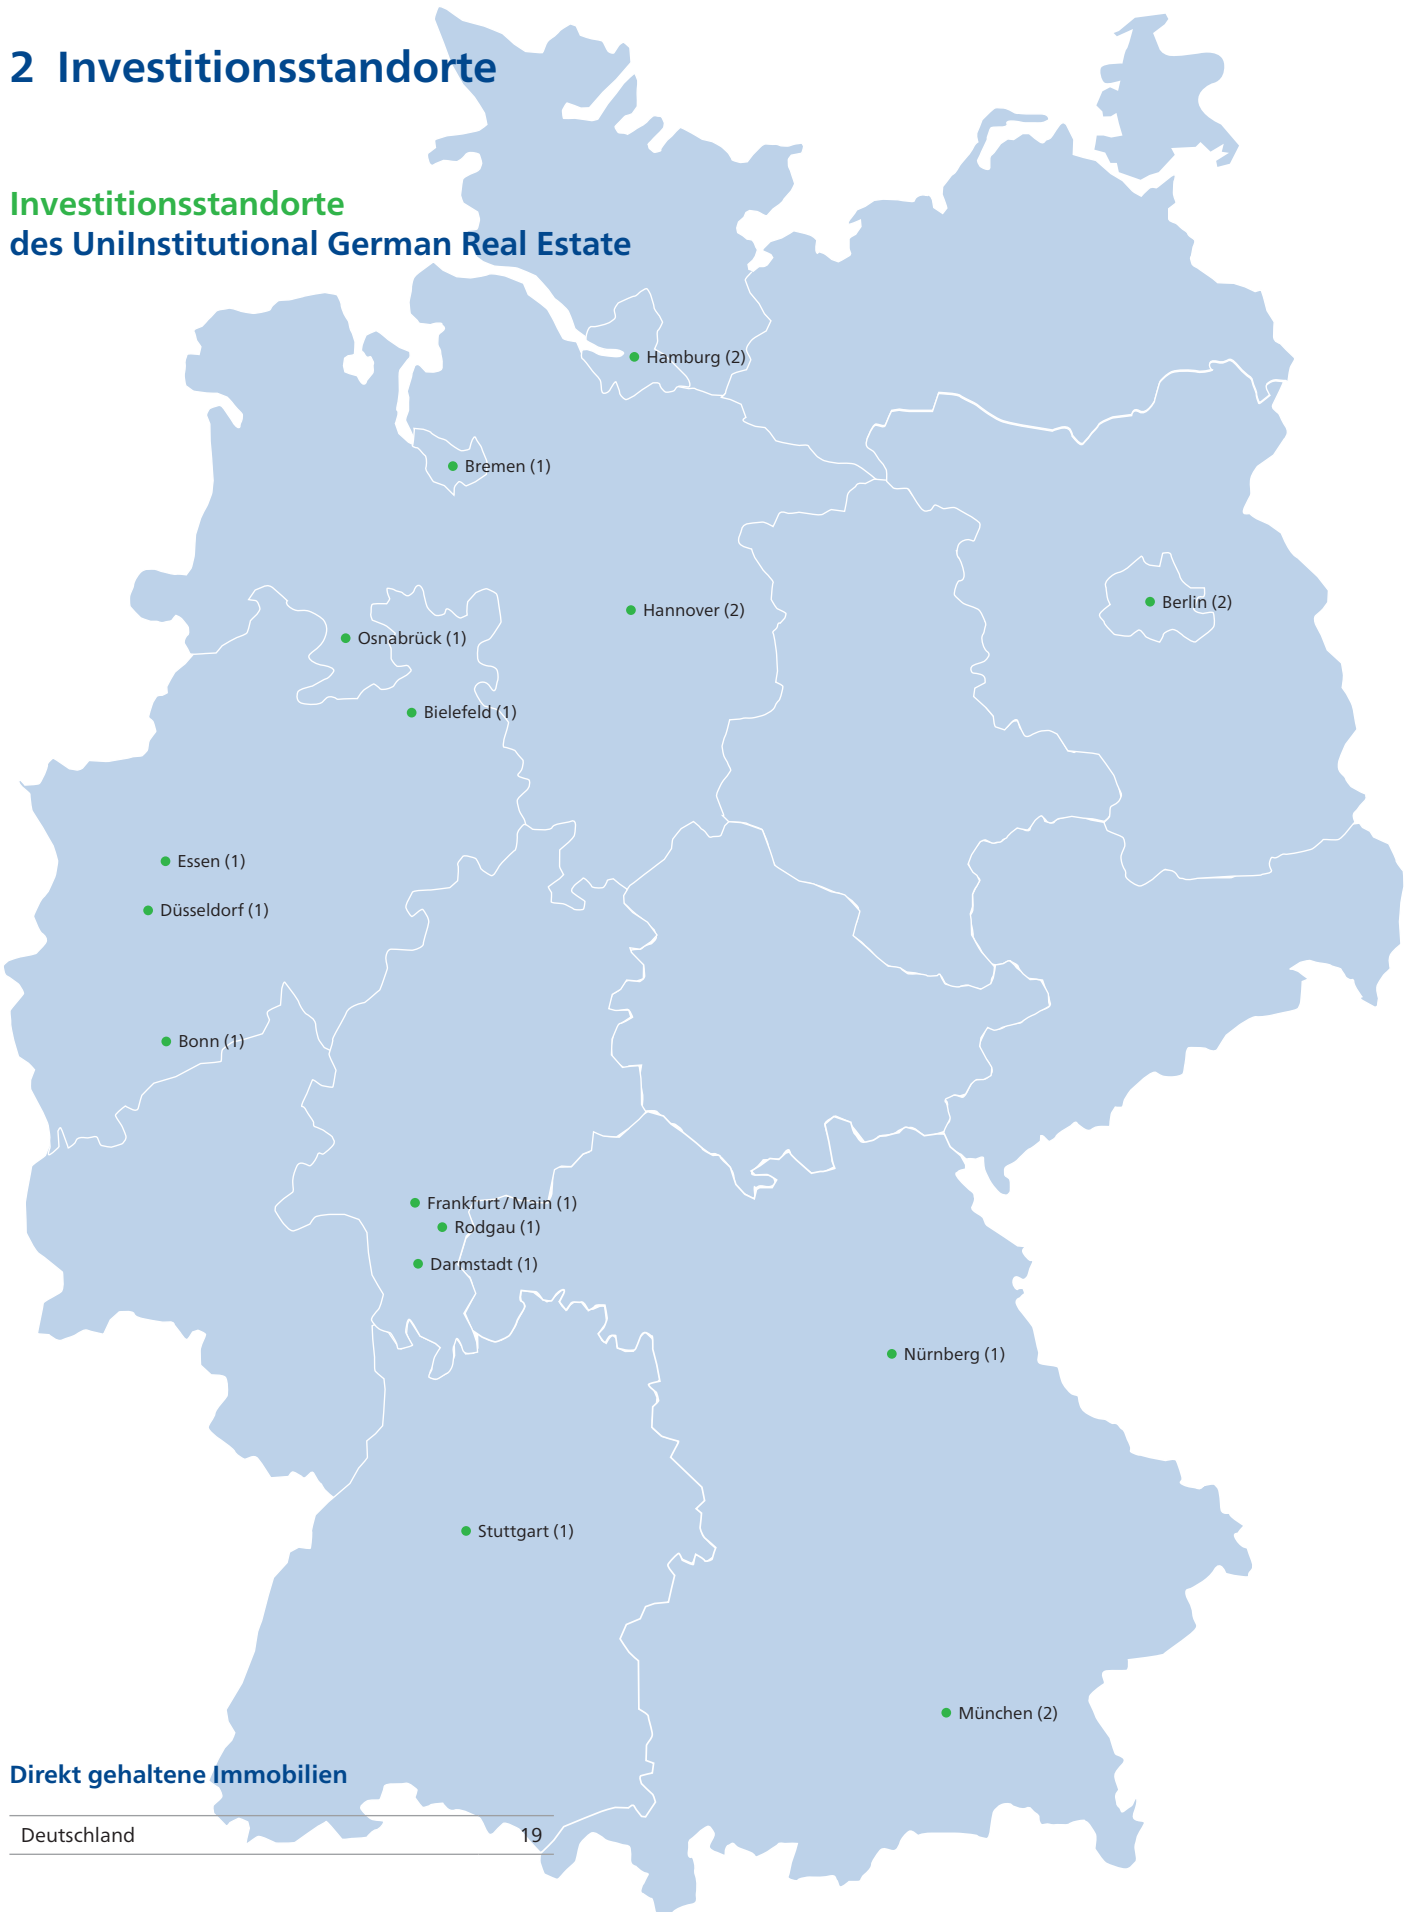 2 Investitionsstandorte
Investitionsstandorte
des UniInstitutional German Real Estate
Hamburg (2)
Bremen (1)
Berlin (2)
Hannover (2)
Osnabrück (1)
Bielefeld (1)
Essen (1)
Düsseldorf (1)
Bonn (1)
Frankfurt / Main (1)
Rodgau (1)
Darmstadt (1)
Nürnberg (1)
Stuttgart (1)
München (2)
Direkt gehaltene Immobilien
Deutschland 19